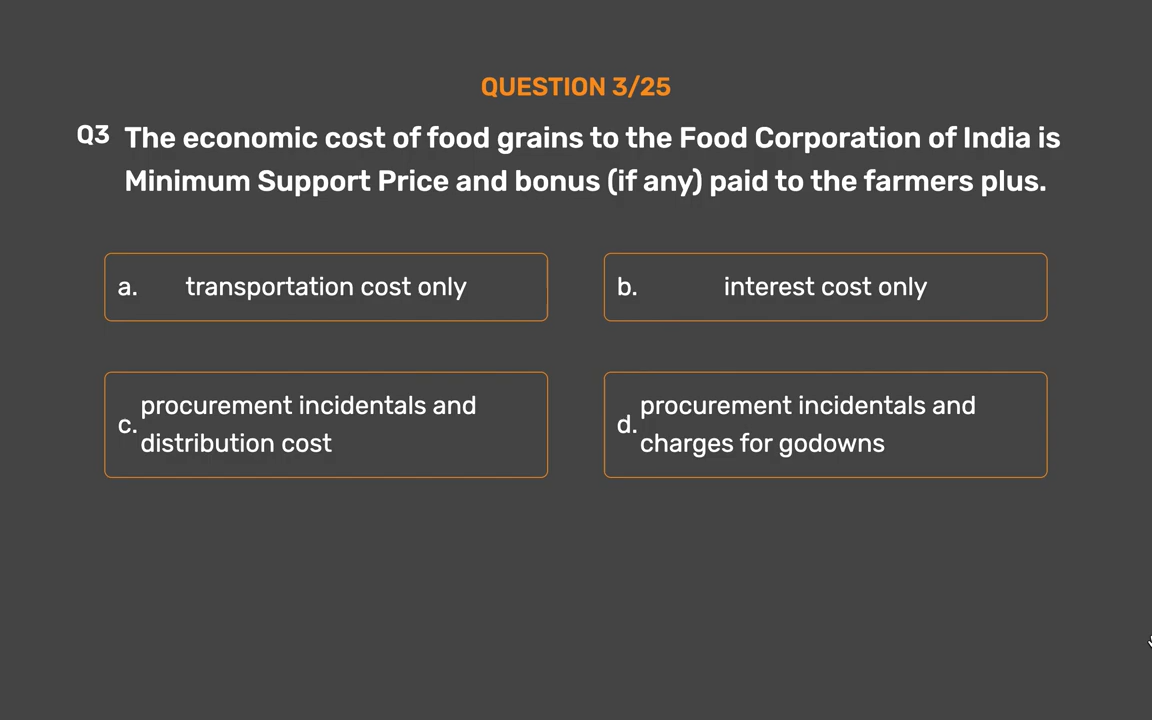 QUESTION 3/25
Q3 The economic cost of food grains to the Food Corporation of India is
Minimum Support Price and bonus (if any) paid to the farmers plus.
a. transportation cost only
b. interest cost only
c. procurement incidentals and
distribution cost
d. procurement incidentals and
charges for godowns